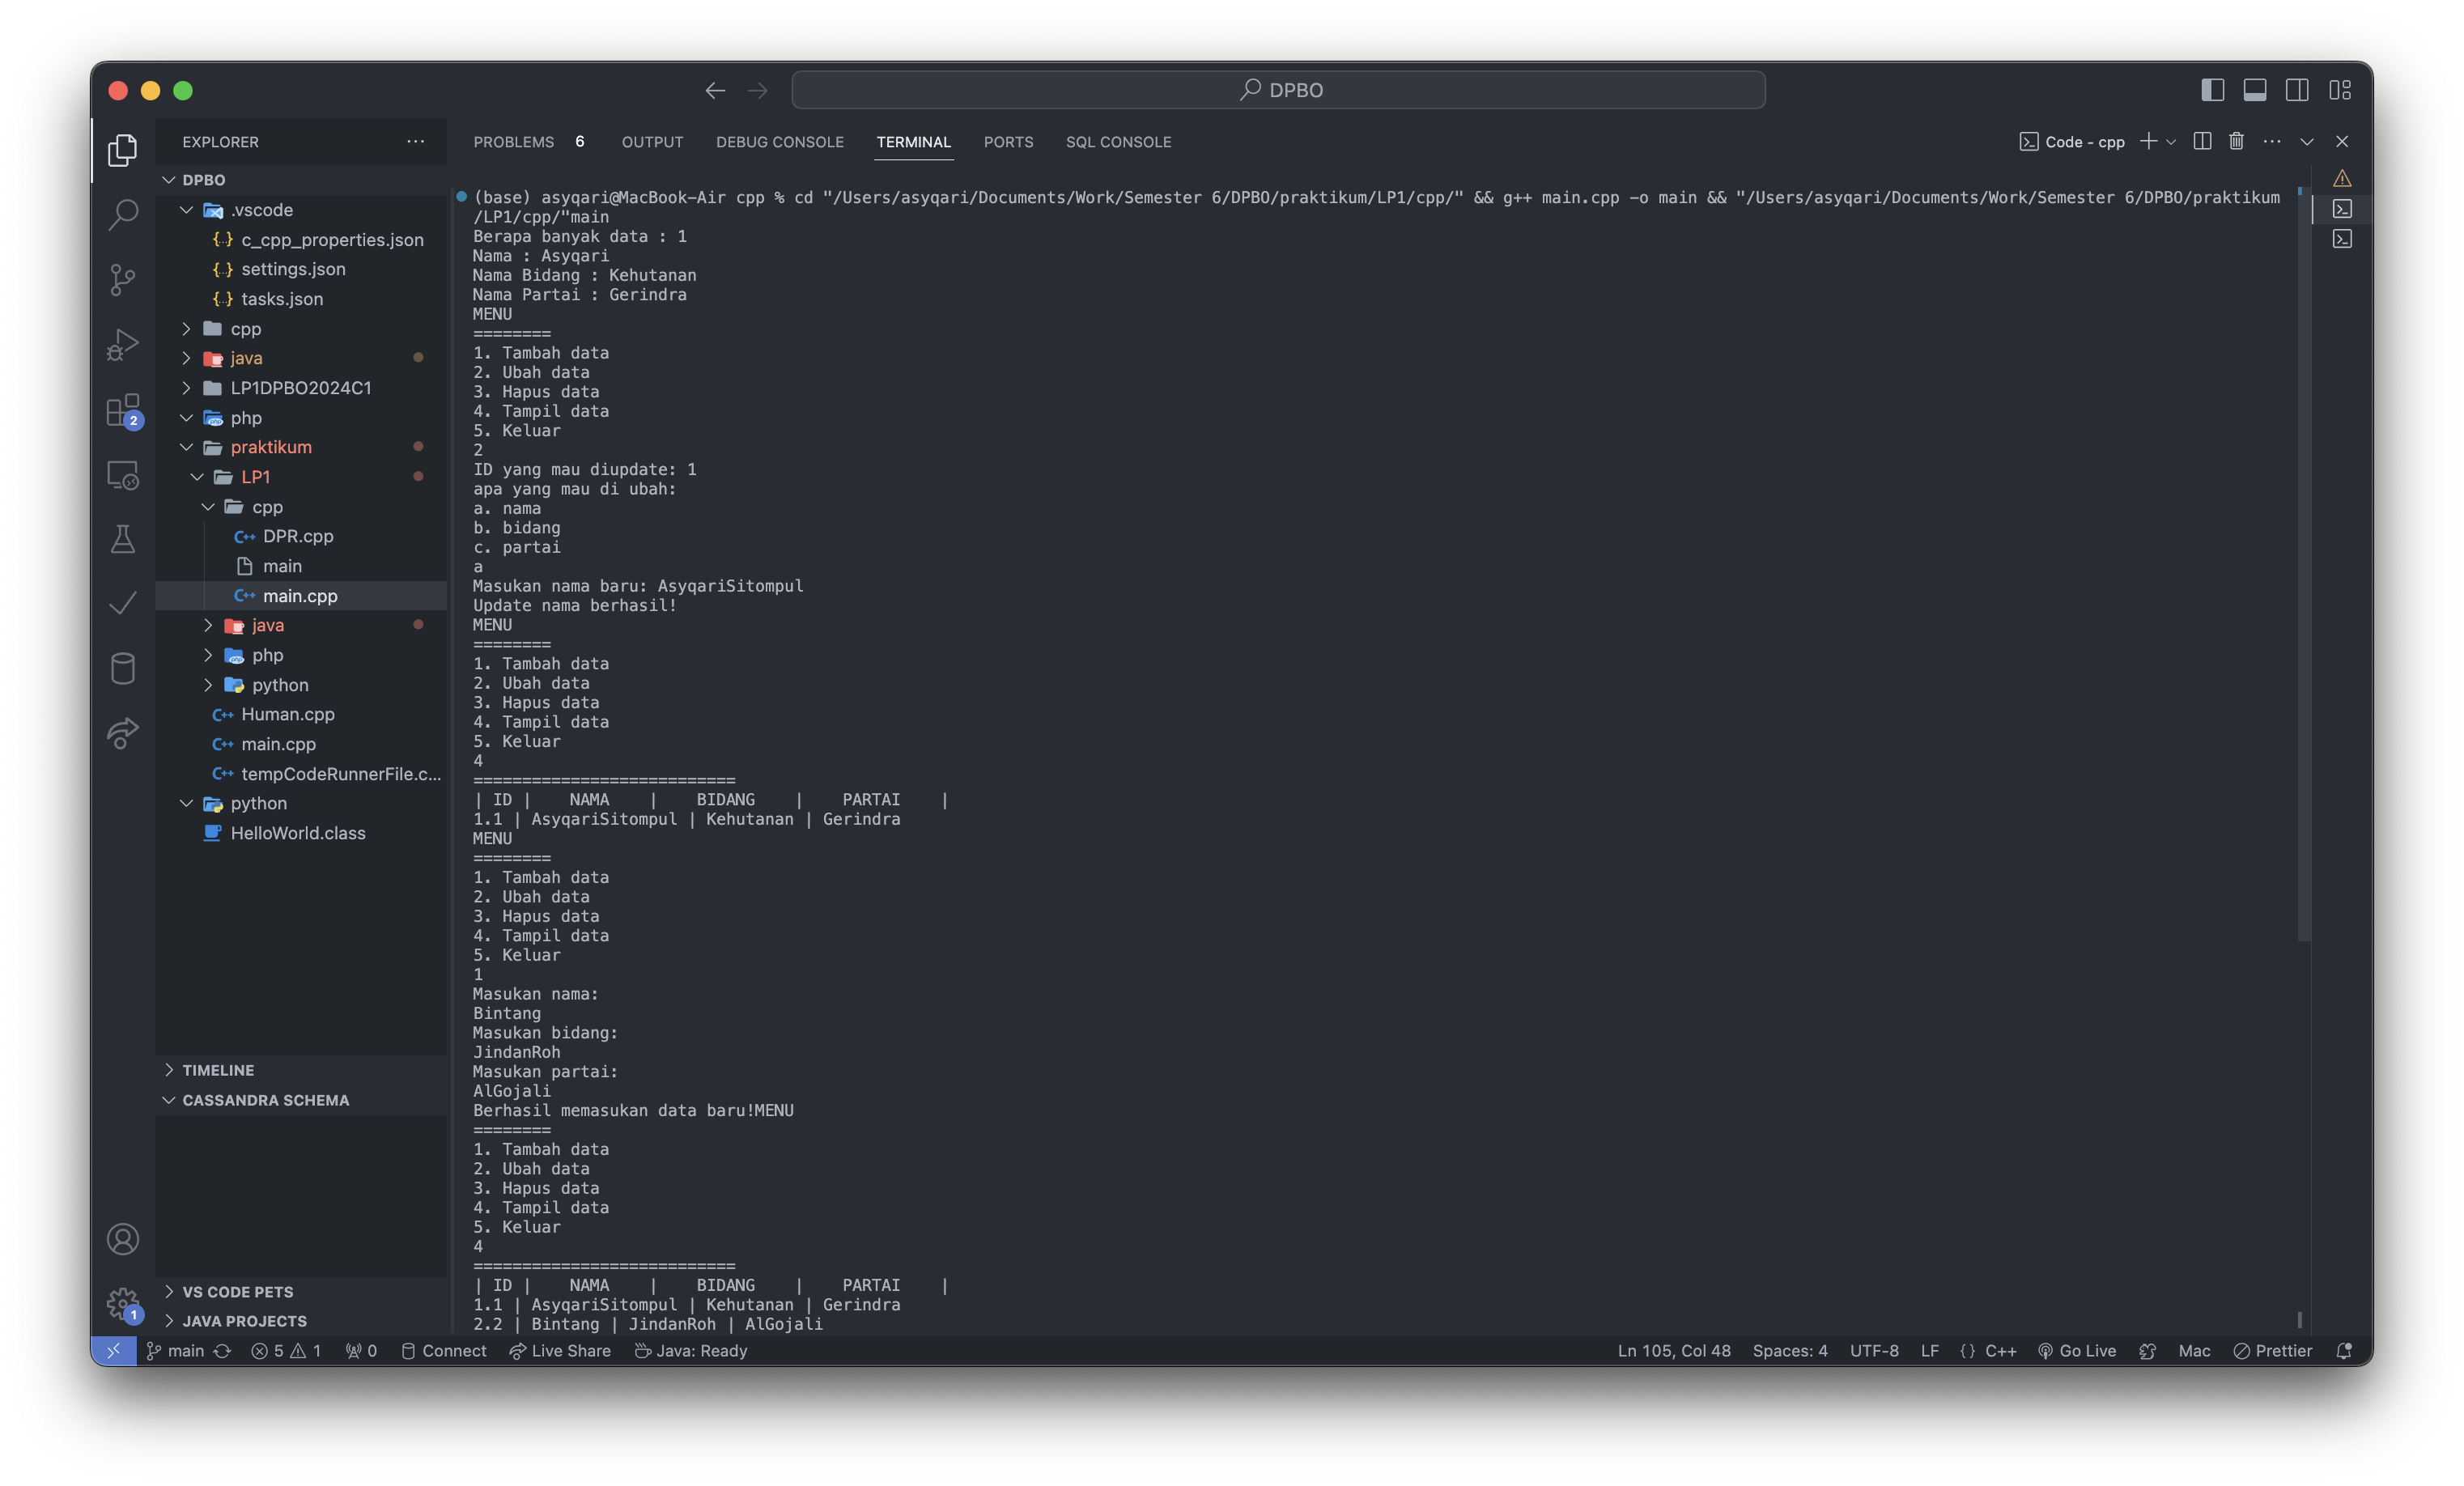 DPBO
EXPLORER
DPBO
.vscode
c_cpp_properties.json
settings.json
tasks.json
cpp
java
LP1DPBO2024C1
php
praktikum
LP1
cpp
DPR.cpp
main
main.cpp
java
php
python
Human.cpp
main.cpp
tempCodeRunnerFile.c...
python
HelloWorld.class
TIMELINE
CASSANDRA SCHEMA
VS CODE PETS
JAVA PROJECTS
2
1
PROBLEMS 6 OUTPUT DEBUG CONSOLE TERMINAL PORTS SQL CONSOLE
Code - cpp
(base) asyqari@MacBook-Air cpp % cd "/Users/asyqari/Documents/Work/Semester 6/DPBO/praktikum/LP1/cpp/" && g++ main.cpp -o main && "/Users/asyqari/Documents/Work/Semester 6/DPBO/praktikum
/LP1/cpp/"main
Berapa banyak data : 1
Nama : Asyqari
Nama Bidang : Kehutanan
Nama Partai : Gerindra
MENU
========
1. Tambah data
2. Ubah data
3. Hapus data
4. Tampil data
5. Keluar
2
ID yang mau diupdate: 1
apa yang mau di ubah:
a. nama
b. bidang
c. partai
a
Masukan nama baru: AsyqariSitompul
Update nama berhasil!
MENU
========
1. Tambah data
2. Ubah data
3. Hapus data
4. Tampil data
5. Keluar
4
===========================
| ID |    NAMA    |    BIDANG    |    PARTAI    |
1.1 | AsyqariSitompul | Kehutanan | Gerindra
MENU
========
1. Tambah data
2. Ubah data
3. Hapus data
4. Tampil data
5. Keluar
1
Masukan nama:
Bintang
Masukan bidang:
JindanRoh
Masukan partai:
AlGojali
Berhasil memasukan data baru!MENU
========
1. Tambah data
2. Ubah data
3. Hapus data
4. Tampil data
5. Keluar
4
===========================
| ID |    NAMA    |    BIDANG    |    PARTAI    |
1.1 | AsyqariSitompul | Kehutanan | Gerindra
2.2 | Bintang | JindanRoh | AlGojali
main 5 1 0 Connect Live Share Java: Ready Ln 105, Col 48 Spaces: 4 UTF-8 LF {} C++ Go Live Mac Prettier